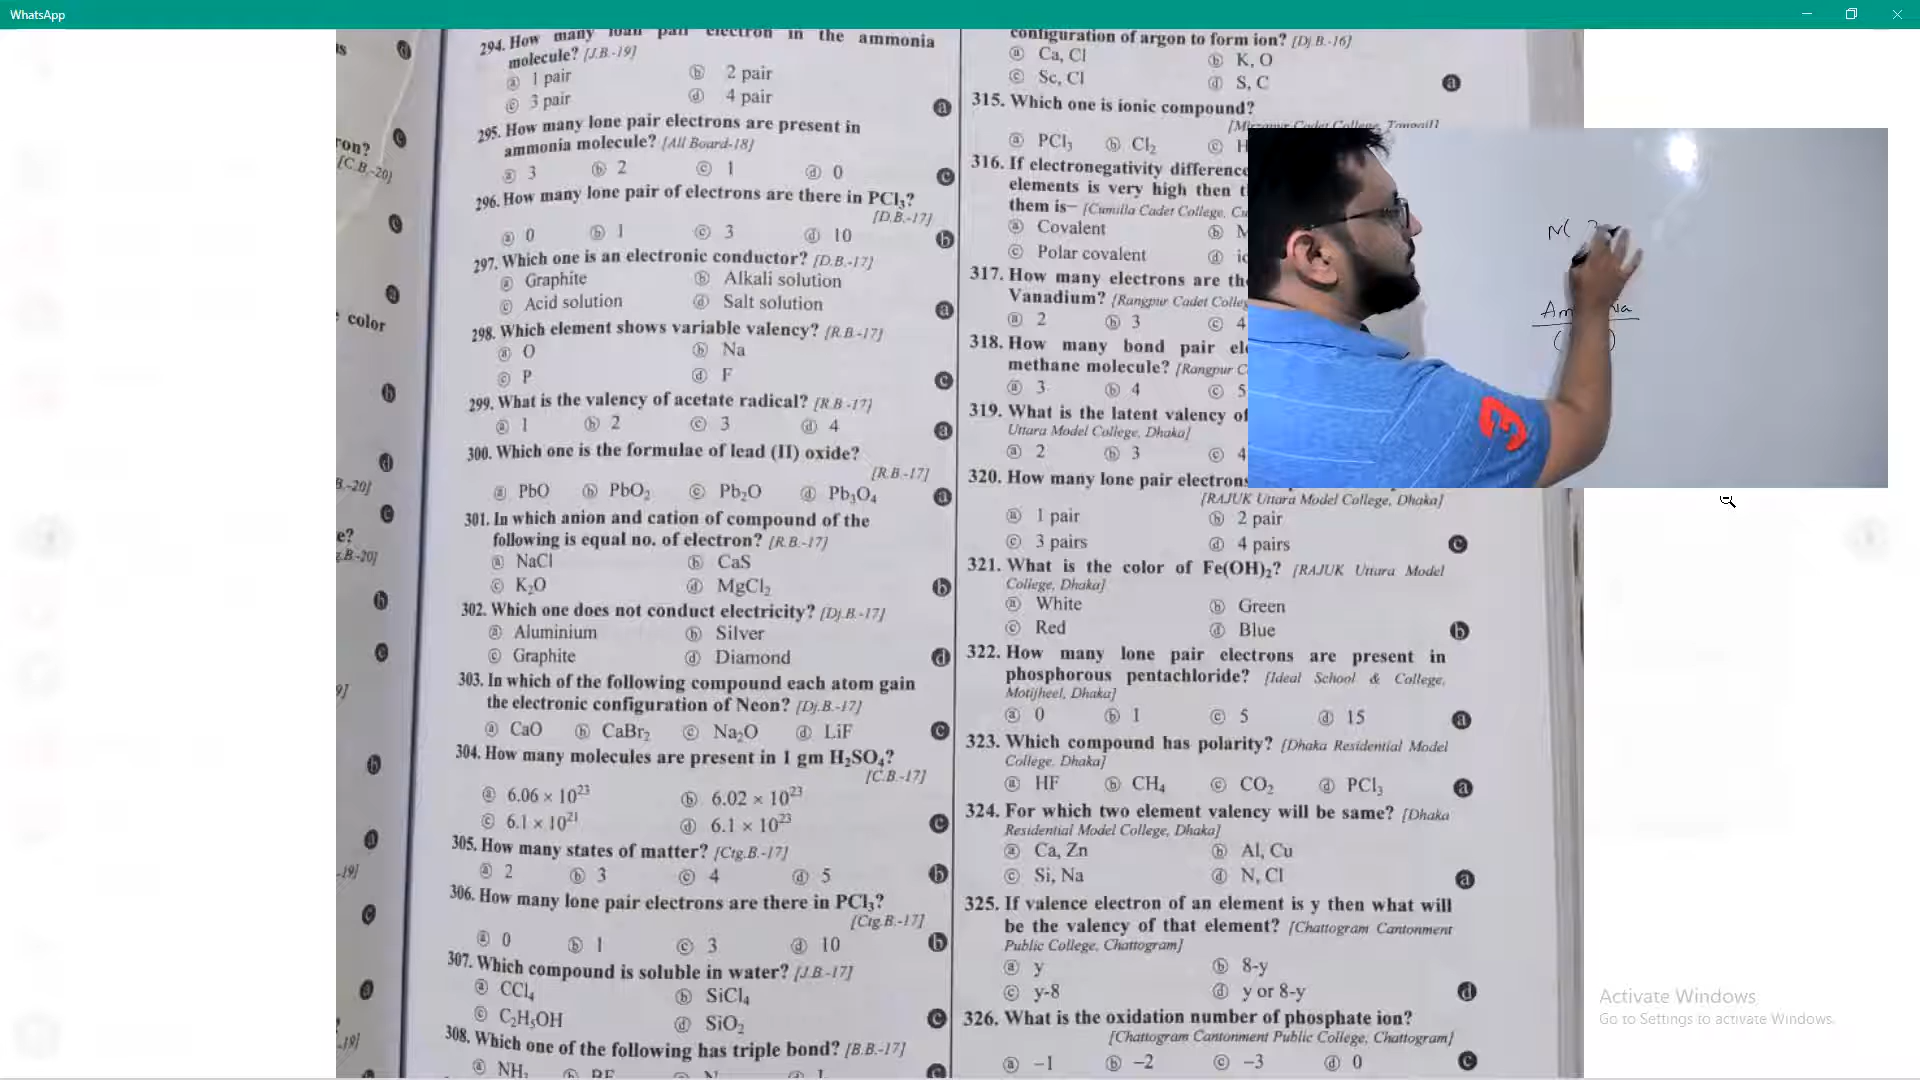 WhatsApp
294. How many loan pair electron in the ammonia
molecule? [J.B.-19]
ⓐ 1 pair ⓑ 2 pair
ⓒ 3 pair ⓓ 4 pair
ⓐ
295. How many lone pair electrons are present in
ammonia molecule? [All Board-18]
ⓐ 3 ⓑ 2 ⓒ 1 ⓓ 0
ⓒ
296. How many lone pair of electrons are there in PCl₃?
[D.B.-17]
ⓐ 0 ⓑ 1 ⓒ 3 ⓓ 10
ⓑ
297. Which one is an electronic conductor? [D.B.-17]
ⓐ Graphite ⓑ Alkali solution
ⓒ Acid solution ⓓ Salt solution
ⓐ
298. Which element shows variable valency? [R.B.-17]
ⓐ O ⓑ Na
ⓒ P ⓓ F
ⓒ
299. What is the valency of acetate radical? [R.B.-17]
ⓐ 1 ⓑ 2 ⓒ 3 ⓓ 4
ⓐ
300. Which one is the formulae of lead (II) oxide?
[R.B.-17]
ⓐ PbO ⓑ PbO₂ ⓒ Pb₂O ⓓ Pb₃O₄
ⓐ
301. In which anion and cation of compound of the
following is equal no. of electron? [R.B.-17]
ⓐ NaCl ⓑ CaS
ⓒ K₂O ⓓ MgCl₂
ⓑ
302. Which one does not conduct electricity? [Dj.B.-17]
ⓐ Aluminium ⓑ Silver
ⓒ Graphite ⓓ Diamond
ⓓ
303. In which of the following compound each atom gain
the electronic configuration of Neon? [Dj.B.-17]
ⓐ CaO ⓑ CaBr₂ ⓒ Na₂O ⓓ LiF
ⓒ
304. How many molecules are present in 1 gm H₂SO₄?
[C.B.-17]
ⓐ 6.06 × 10²³ ⓑ 6.02 × 10²³
ⓒ 6.1 × 10²¹ ⓓ 6.1 × 10²³
ⓒ
305. How many states of matter? [Ctg.B.-17]
ⓐ 2 ⓑ 3 ⓒ 4 ⓓ 5
ⓑ
306. How many lone pair electrons are there in PCl₃?
[Ctg.B.-17]
ⓐ 0 ⓑ 1 ⓒ 3 ⓓ 10
ⓑ
307. Which compound is soluble in water? [J.B.-17]
ⓐ CCl₄ ⓑ SiCl₄
ⓒ C₂H₅OH ⓓ SiO₂
ⓒ
308. Which one of the following has triple bond? [B.B.-17]
configuration of argon to form ion? [Dj.B.-16]
ⓐ Ca, Cl ⓑ K, O
ⓒ Sc, Cl ⓓ S, C
ⓐ
315. Which one is ionic compound?
[Mirzapur Cadet College, Tangail]
ⓐ PCl₃ ⓑ Cl₂ ⓒ H
316. If electronegativity difference
elements is very high then t
them is– [Cumilla Cadet College, Cu
ⓐ Covalent ⓑ M
ⓒ Polar covalent ⓓ ic
317. How many electrons are the
Vanadium? [Rangpur Cadet Colleg
ⓐ 2 ⓑ 3 ⓒ 4
318. How many bond pair ele
methane molecule? [Rangpur C
ⓐ 3 ⓑ 4 ⓒ 5
319. What is the latent valency of
Uttara Model College, Dhaka]
ⓐ 2 ⓑ 3 ⓒ 4
320. How many lone pair electrons
[RAJUK Uttara Model College, Dhaka]
ⓐ 1 pair ⓑ 2 pair
ⓒ 3 pairs ⓓ 4 pairs
ⓒ
321. What is the color of Fe(OH)₂? [RAJUK Uttara Model
College, Dhaka]
ⓐ White ⓑ Green
ⓒ Red ⓓ Blue
ⓑ
322. How many lone pair electrons are present in
phosphorous pentachloride? [Ideal School & College,
Motijheel, Dhaka]
ⓐ 0 ⓑ 1 ⓒ 5 ⓓ 15
ⓐ
323. Which compound has polarity? [Dhaka Residential Model
College, Dhaka]
ⓐ HF ⓑ CH₄ ⓒ CO₂ ⓓ PCl₃
ⓐ
324. For which two element valency will be same? [Dhaka
Residential Model College, Dhaka]
ⓐ Ca, Zn ⓑ Al, Cu
ⓒ Si, Na ⓓ N, Cl
ⓐ
325. If valence electron of an element is y then what will
be the valency of that element? [Chattogram Cantonment
Public College, Chattogram]
ⓐ y ⓑ 8-y
ⓒ y-8 ⓓ y or 8-y
ⓓ
326. What is the oxidation number of phosphate ion?
[Chattogram Cantonment Public College, Chattogram]
ⓐ −1 ⓑ −2 ⓒ −3 ⓓ 0
ⓒ
Activate Windows
Go to Settings to activate Windows.